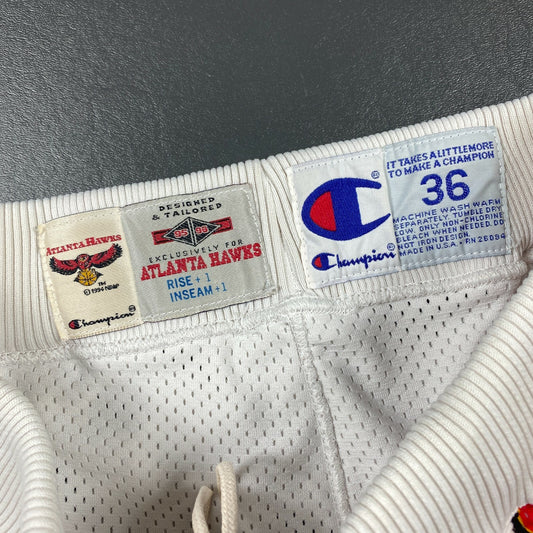 ATLANTA HAWKS
TM
© 1994 NBAP
Champion®
DESIGNED
& TAILORED
95 96
EXCLUSIVELY FOR
ATLANTA HAWKS
RISE +1
INSEAM +1
®
Champion®
IT TAKES A LITTLE MORE
TO MAKE A CHAMPION
36
MACHINE WASH WARM
SEPARATELY TUMBLE DRY
LOW. ONLY NON-CHLORINE
BLEACH WHEN NEEDED. DO
NOT IRON DESIGN.
MADE IN U.S.A. • RN 26094